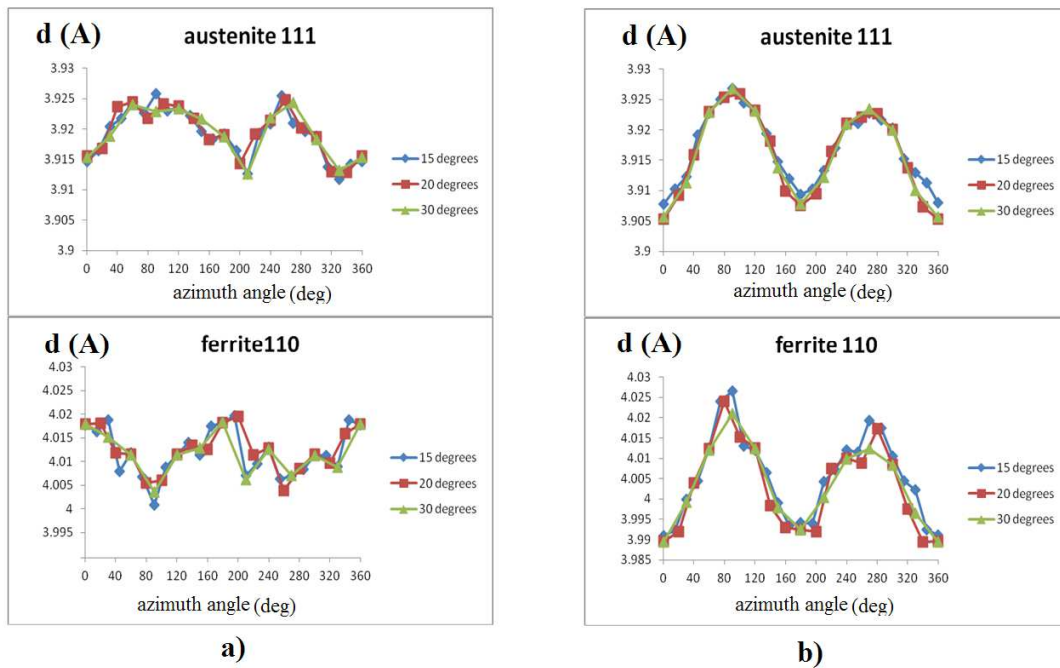 d (A)
austenite 111
3.93
3.925
3.92
3.915
3.91
3.905
3.9
0 40 80 120 160 200 240 280 320 360
azimuth angle (deg)
15 degrees
20 degrees
30 degrees
d (A)
ferrite110
4.03
4.025
4.02
4.015
4.01
4.005
4
3.995
0 40 80 120 160 200 240 280 320 360
azimuth angle (deg)
15 degrees
20 degrees
30 degrees
a)
d (A)
austenite 111
3.93
3.925
3.92
3.915
3.91
3.905
3.9
0 40 80 120 160 200 240 280 320 360
azimuth angle (deg)
15 degrees
20 degrees
30 degrees
d (A)
ferrite 110
4.03
4.025
4.02
4.015
4.01
4.005
4
3.995
3.99
3.985
0 40 80 120 160 200 240 280 320 360
azimuth angle (deg)
15 degrees
20 degrees
30 degrees
b)